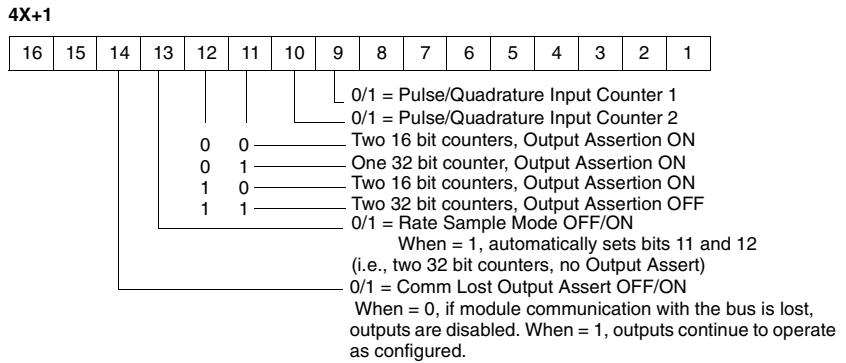 4X+1
16 15 14 13 12 11 10 9 8 7 6 5 4 3 2 1
0/1 = Pulse/Quadrature Input Counter 1
0/1 = Pulse/Quadrature Input Counter 2
0 0 Two 16 bit counters, Output Assertion ON
0 1 One 32 bit counter, Output Assertion ON
1 0 Two 16 bit counters, Output Assertion ON
1 1 Two 32 bit counters, Output Assertion OFF
0/1 = Rate Sample Mode OFF/ON
When = 1, automatically sets bits 11 and 12
(i.e., two 32 bit counters, no Output Assert)
0/1 = Comm Lost Output Assert OFF/ON
When = 0, if module communication with the bus is lost,
outputs are disabled. When = 1, outputs continue to operate
as configured.